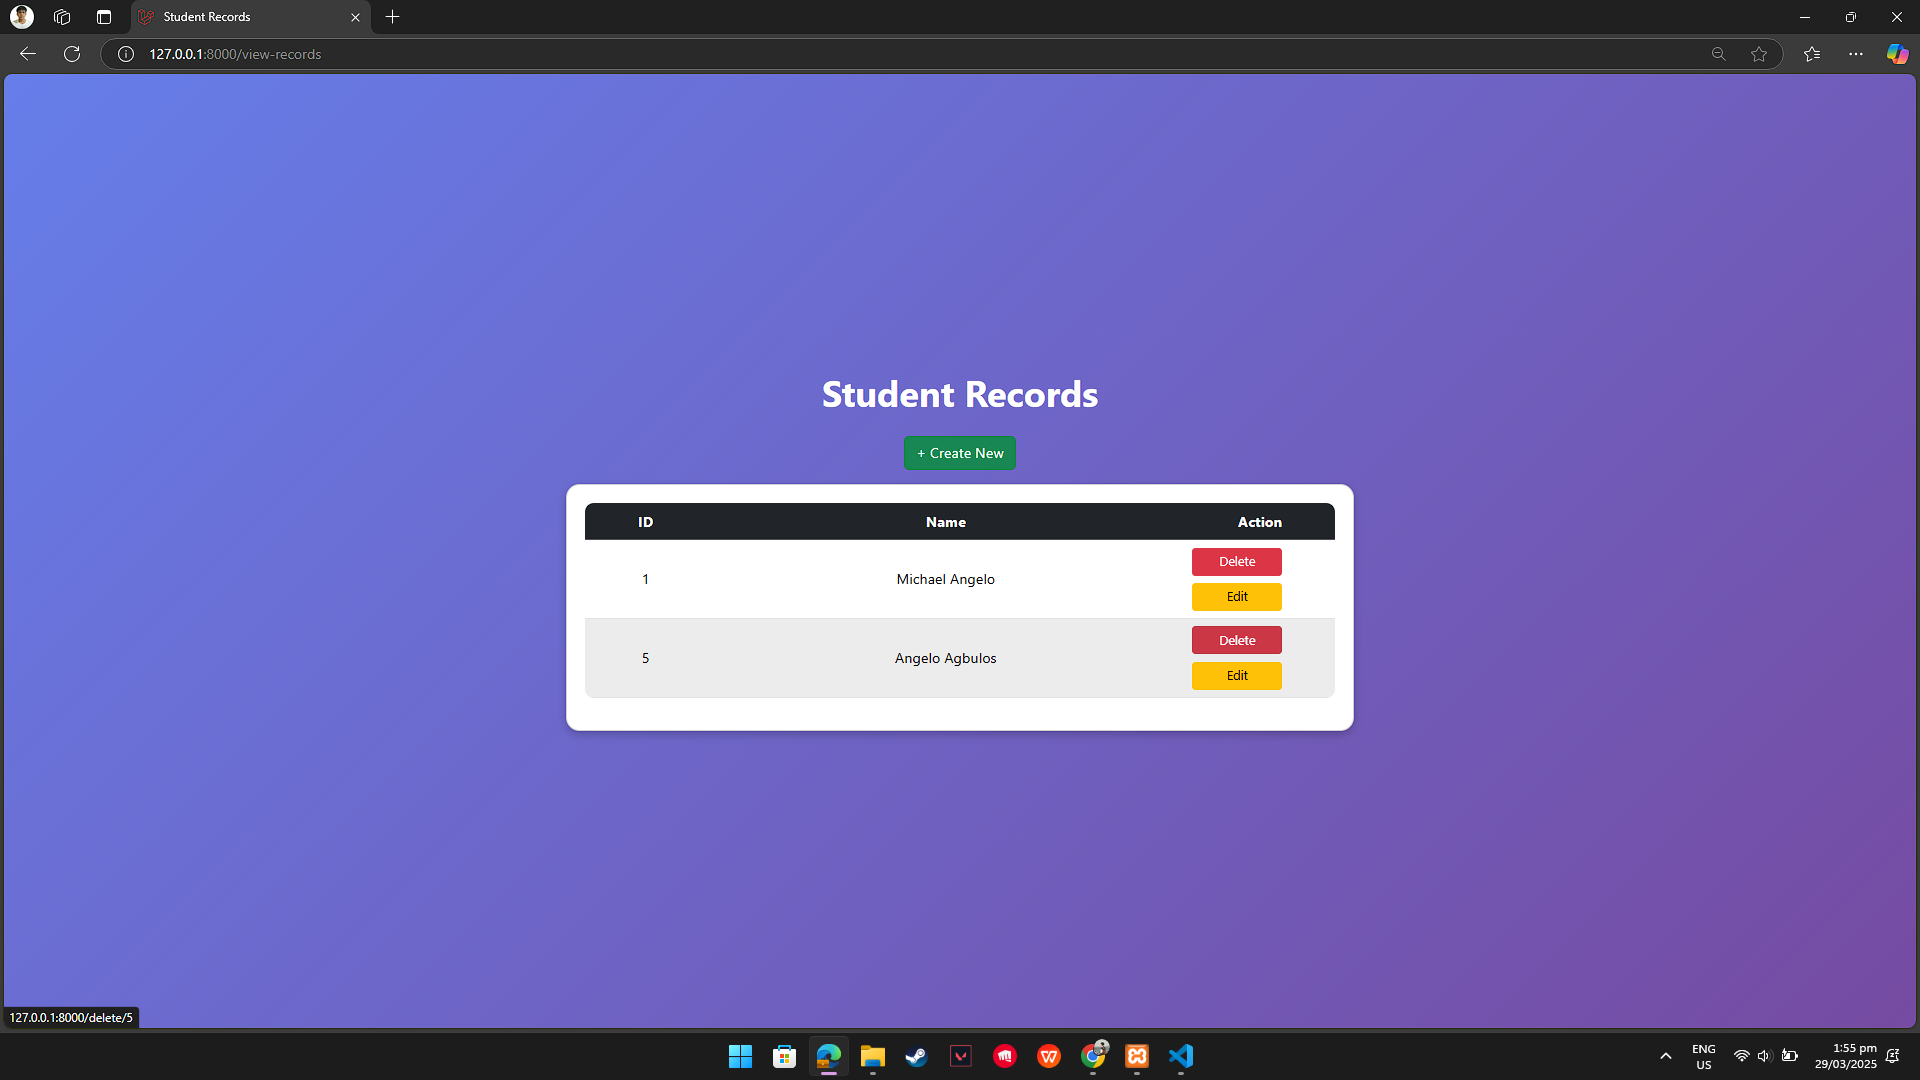 Student Records
127.0.0.1:8000/view-records
Student Records
+ Create New
ID Name Action
1 Michael Angelo Delete
Edit
5 Angelo Agbulos Delete
Edit
127.0.0.1:8000/delete/5
ENG
US
1:55 pm
29/03/2025